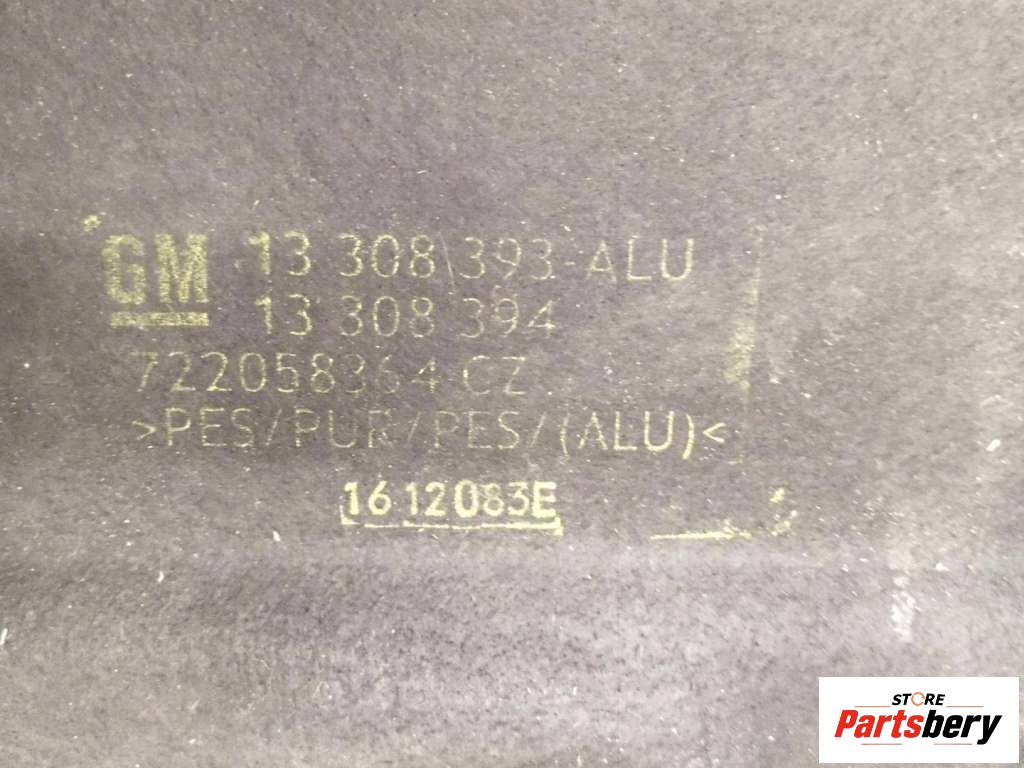 GM 13 308 393-ALU
13 308 394
722058364 CZ
>PES/PUR/PES/(ALU)<
1612083E
STORE
Partsbery